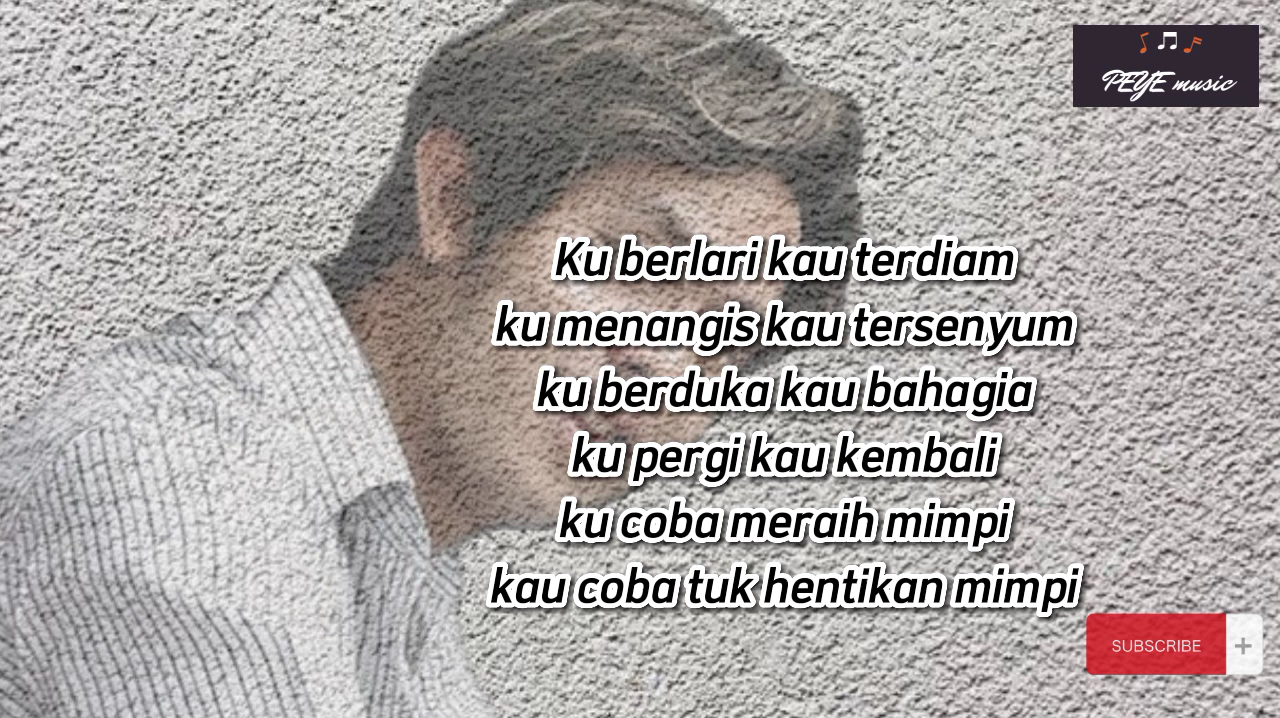 PEYE music
Ku berlari kau terdiam
ku menangis kau tersenyum
ku berduka kau bahagia
ku pergi kau kembali
ku coba meraih mimpi
kau coba tuk hentikan mimpi
SUBSCRIBE +